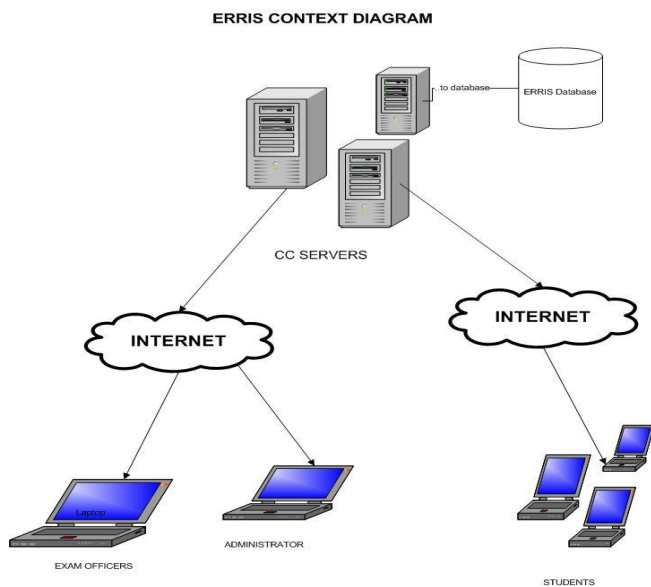 ERRIS CONTEXT DIAGRAM
..to database
ERRIS Database
CC SERVERS
INTERNET
INTERNET
Laptop
ADMINISTRATOR
EXAM OFFICERS
STUDENTS